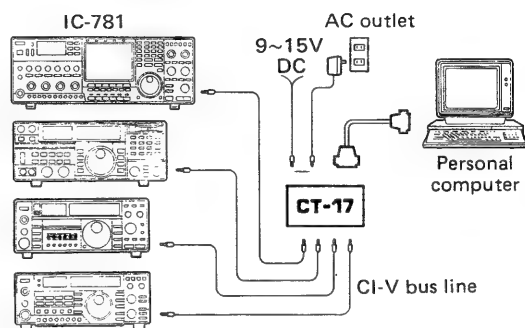 IC-781
AC outlet
9~15V
DC
Personal
computer
CT-17
CI-V bus line